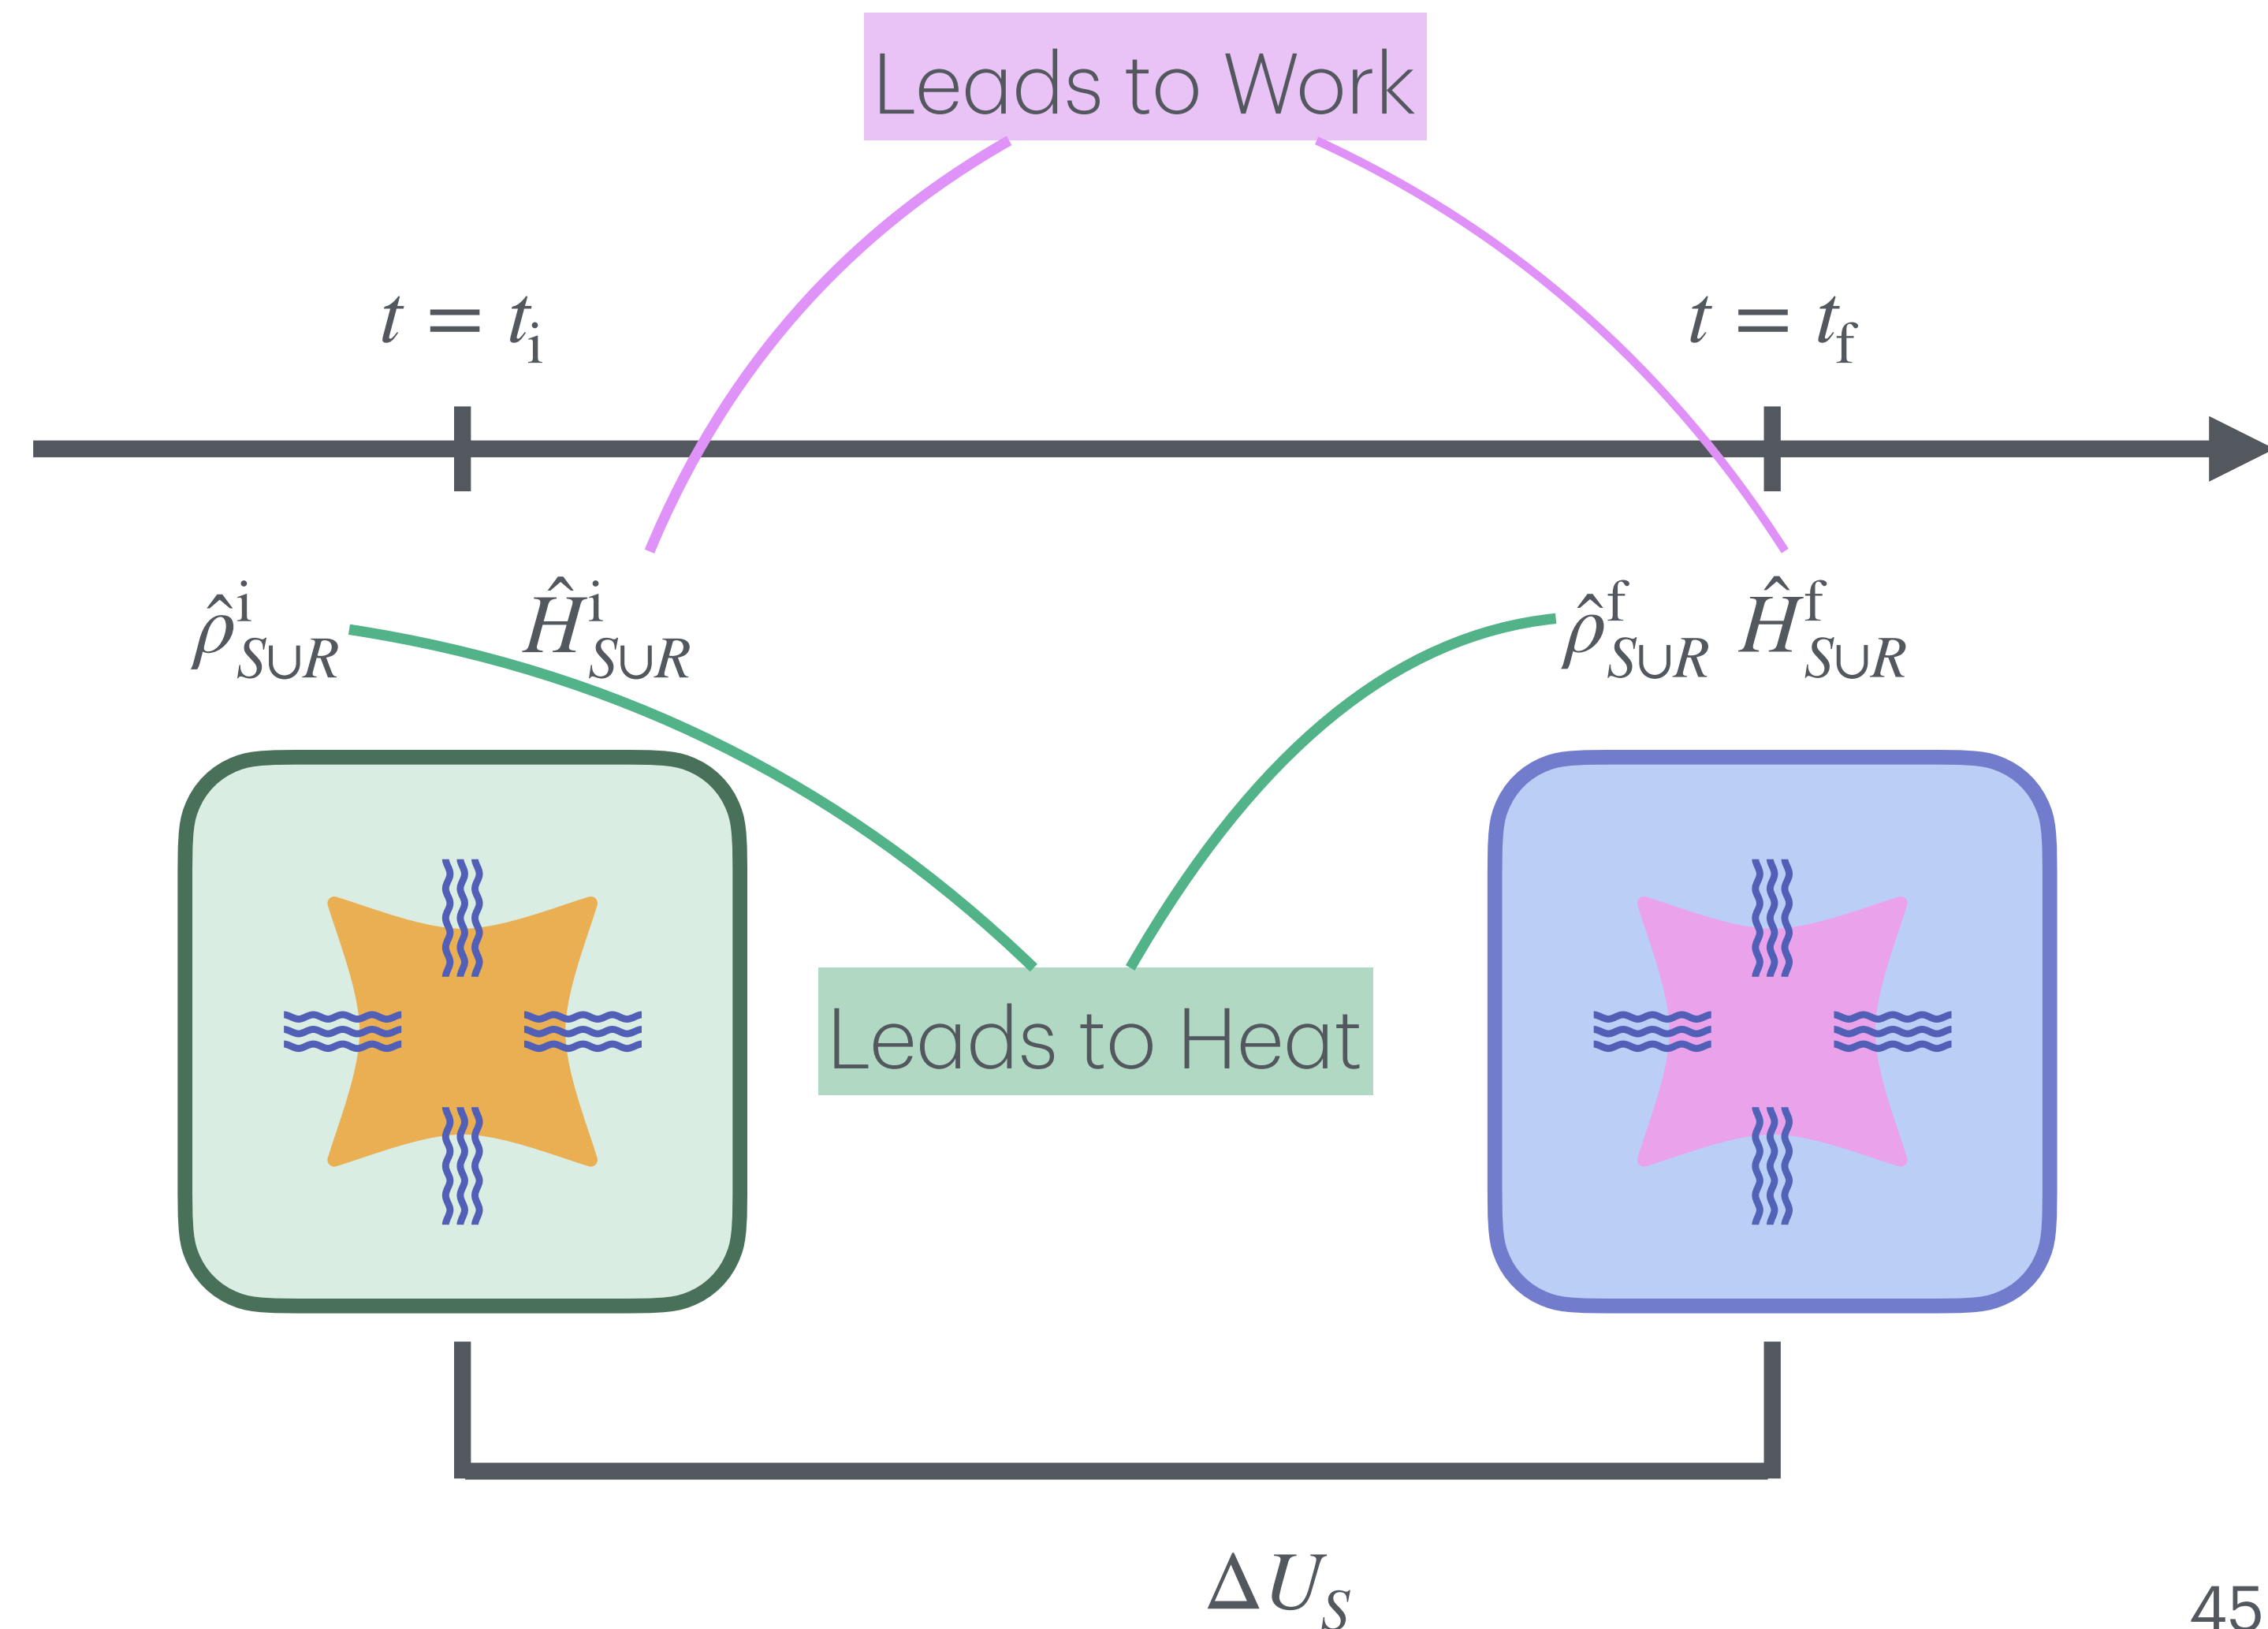 Leads to Work
t = t_i
t = t_f
ρ̂^i_{S∪R} Ĥ^i_{S∪R}
ρ̂^f_{S∪R} Ĥ^f_{S∪R}
Leads to Heat
ΔU_S
45